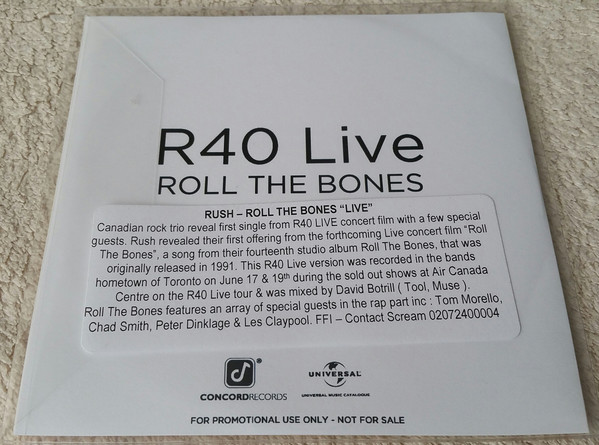 R40 Live
ROLL THE BONES
RUSH – ROLL THE BONES “LIVE”
Canadian rock trio reveal first single from R40 LIVE concert film with a few special
guests. Rush revealed their first offering from the forthcoming Live concert film “Roll
The Bones”, a song from their fourteenth studio album Roll The Bones, that was
originally released in 1991. This R40 Live version was recorded in the bands
hometown of Toronto on June 17 & 19th during the sold out shows at Air Canada
Centre on the R40 Live tour & was mixed by David Botrill ( Tool, Muse ).
Roll The Bones features an array of special guests in the rap part inc : Tom Morello,
Chad Smith, Peter Dinklage & Les Claypool. FFI – Contact Scream 02072400004
CONCORDRECORDS
UNIVERSAL
UNIVERSAL MUSIC CATALOGUE
FOR PROMOTIONAL USE ONLY - NOT FOR SALE